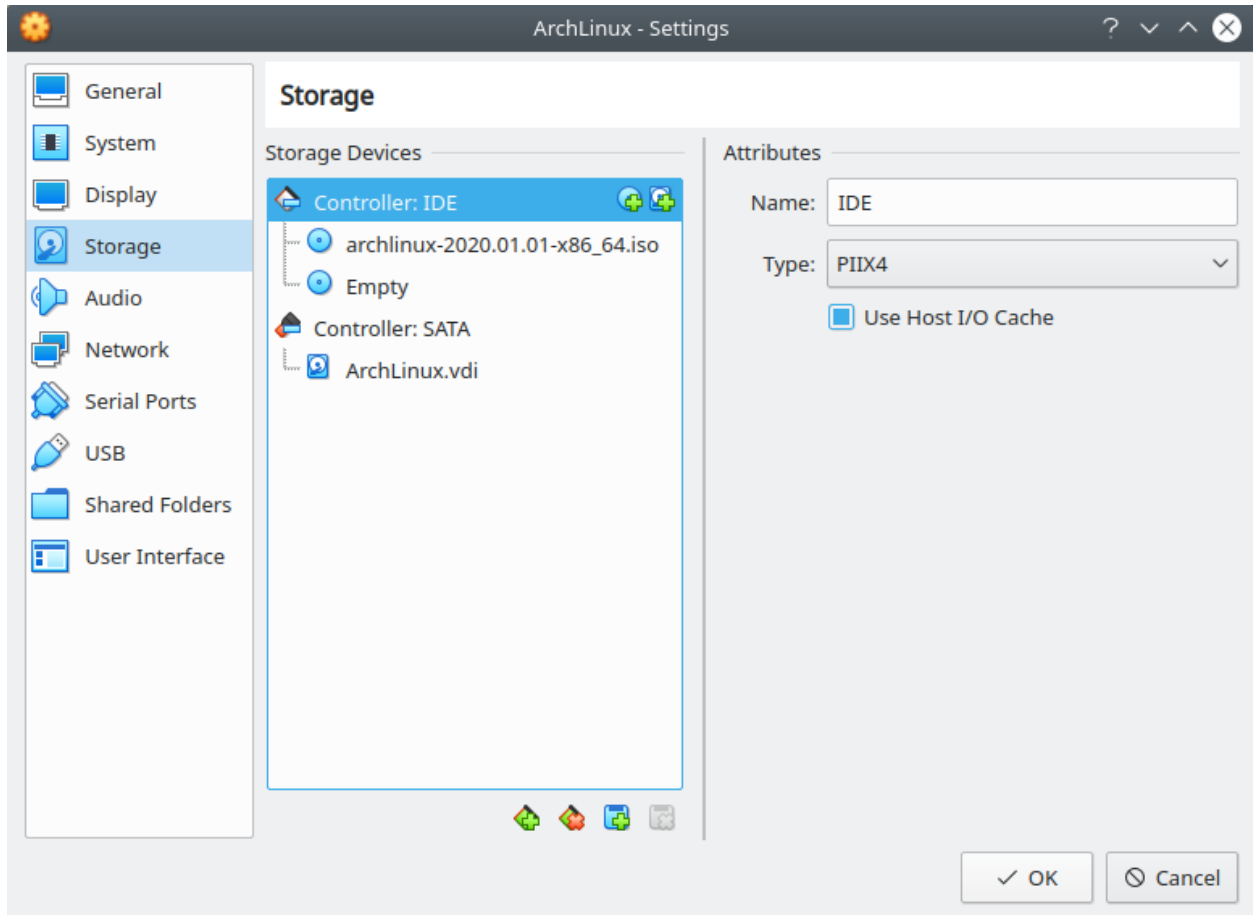 ArchLinux - Settings
General
System
Display
Storage
Audio
Network
Serial Ports
USB
Shared Folders
User Interface
Storage
Storage Devices
Controller: IDE
archlinux-2020.01.01-x86_64.iso
Empty
Controller: SATA
ArchLinux.vdi
Attributes
Name: IDE
Type: PIIX4
Use Host I/O Cache
OK
Cancel